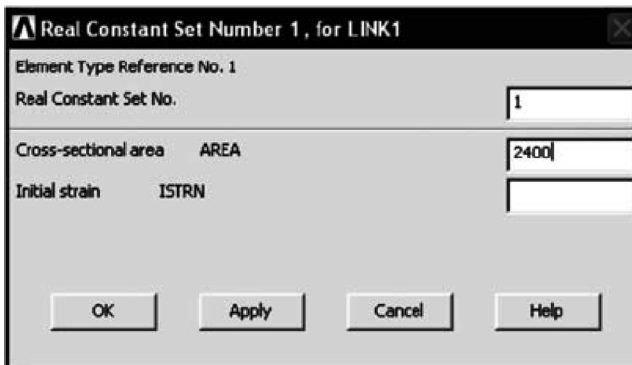 Real Constant Set Number 1, for LINK1
Element Type Reference No. 1
Real Constant Set No. 1
Cross-sectional area AREA 2400
Initial strain ISTRN
OK Apply Cancel Help